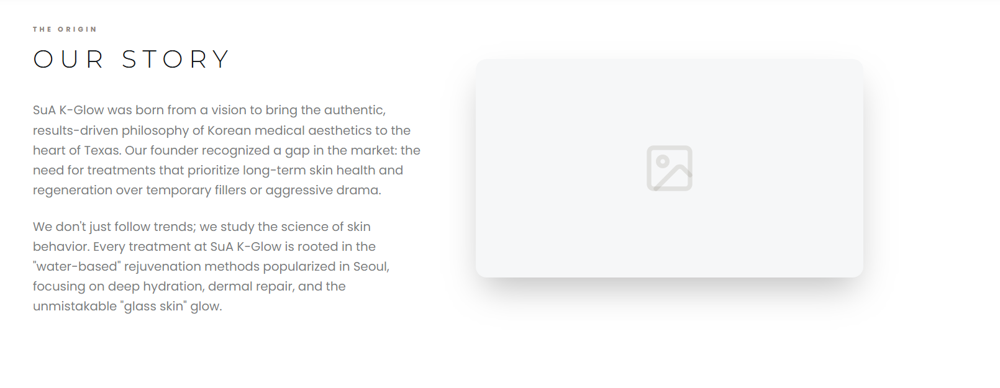 THE ORIGIN
OUR STORY
SuA K-Glow was born from a vision to bring the authentic,
results-driven philosophy of Korean medical aesthetics to the
heart of Texas. Our founder recognized a gap in the market: the
need for treatments that prioritize long-term skin health and
regeneration over temporary fillers or aggressive drama.
We don't just follow trends; we study the science of skin
behavior. Every treatment at SuA K-Glow is rooted in the
"water-based" rejuvenation methods popularized in Seoul,
focusing on deep hydration, dermal repair, and the
unmistakable "glass skin" glow.